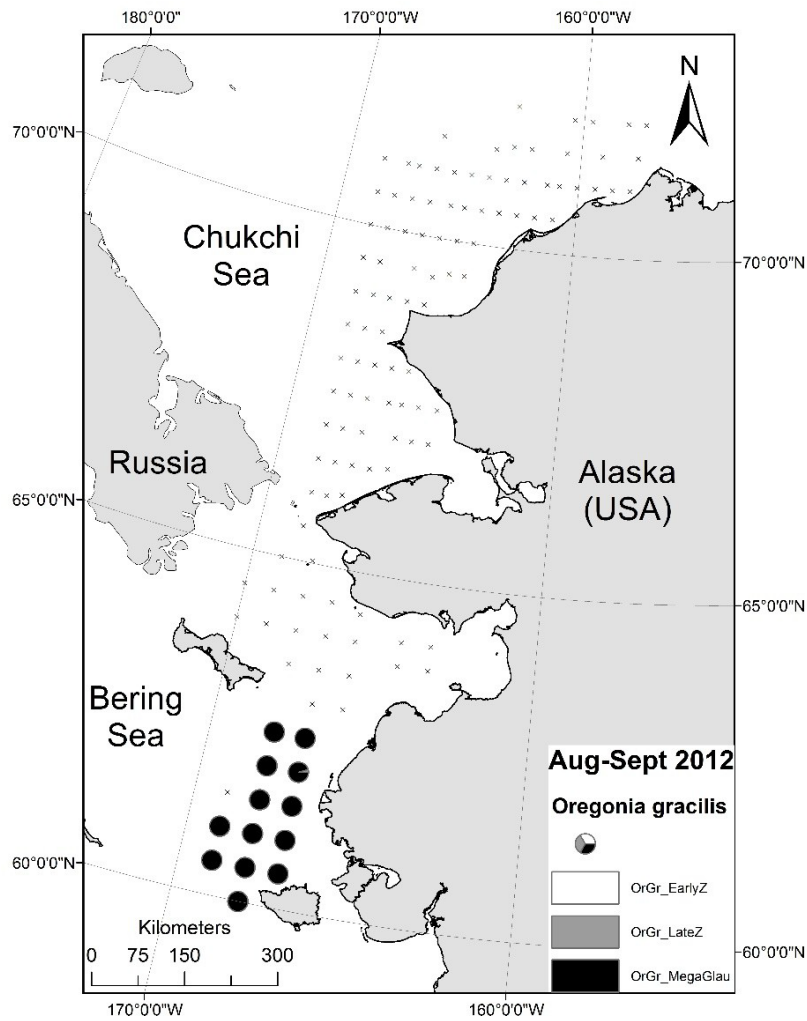 180°0'0"
170°0'0"W
160°0'0"W
N
70°0'0"N
Chukchi
Sea
70°0'0"N
Russia
Alaska
(USA)
65°0'0"N
65°0'0"N
Bering
Sea
Aug-Sept 2012
Oregonia gracilis
OrGr_EarlyZ
OrGr_LateZ
OrGr_MegaGlau
60°0'0"N
60°0'0"N
Kilometers
0 75 150 300
170°0'0"W
160°0'0"W